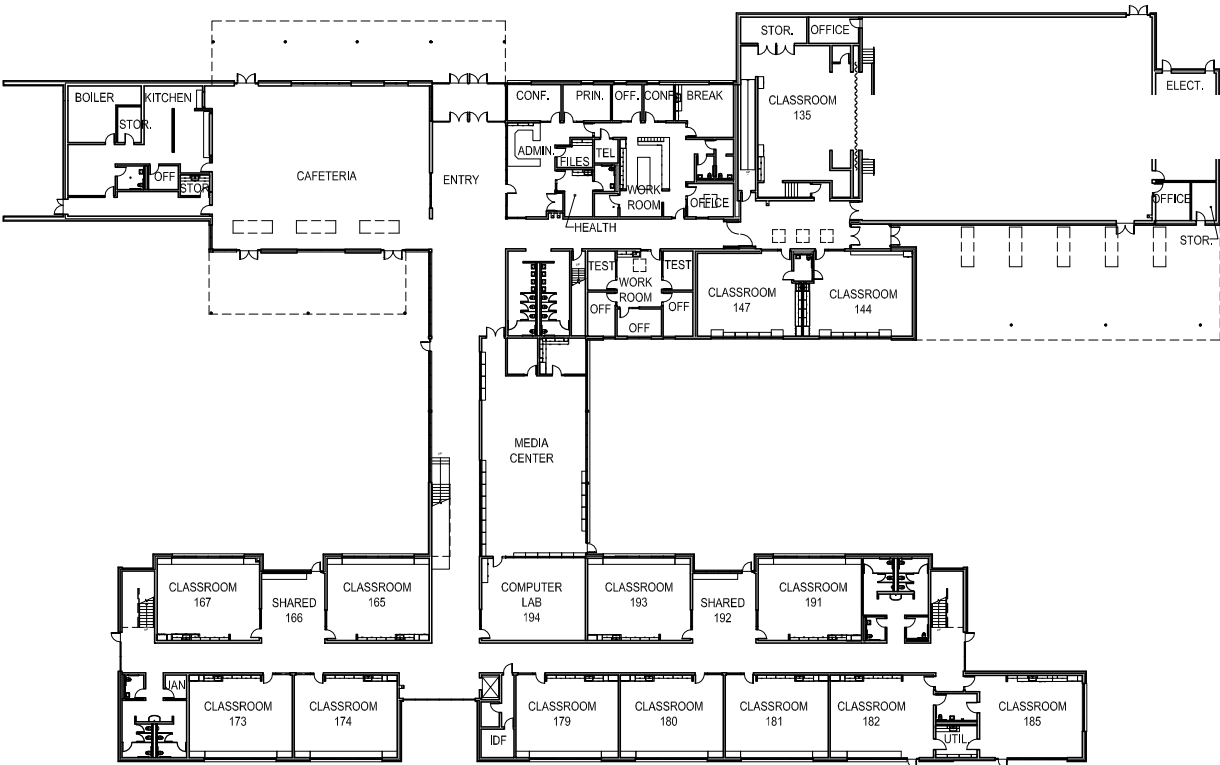 STOR.
OFFICE
CLASSROOM
135
ELECT.
BOILER
KITCHEN
STOR.
OFF
STOR
CAFETERIA
ENTRY
CONF.
PRIN.
OFF.
CONF
BREAK
ADMIN.
FILES
TEL
WORK
ROOM
OFFICE
HEALTH
OFFICE
STOR.
TEST
WORK
ROOM
TEST
OFF
OFF
OFF
CLASSROOM
147
CLASSROOM
144
MEDIA
CENTER
CLASSROOM
167
SHARED
166
CLASSROOM
165
COMPUTER
LAB
194
CLASSROOM
193
SHARED
192
CLASSROOM
191
JAN
CLASSROOM
173
CLASSROOM
174
IDF
CLASSROOM
179
CLASSROOM
180
CLASSROOM
181
CLASSROOM
182
UTIL
CLASSROOM
185